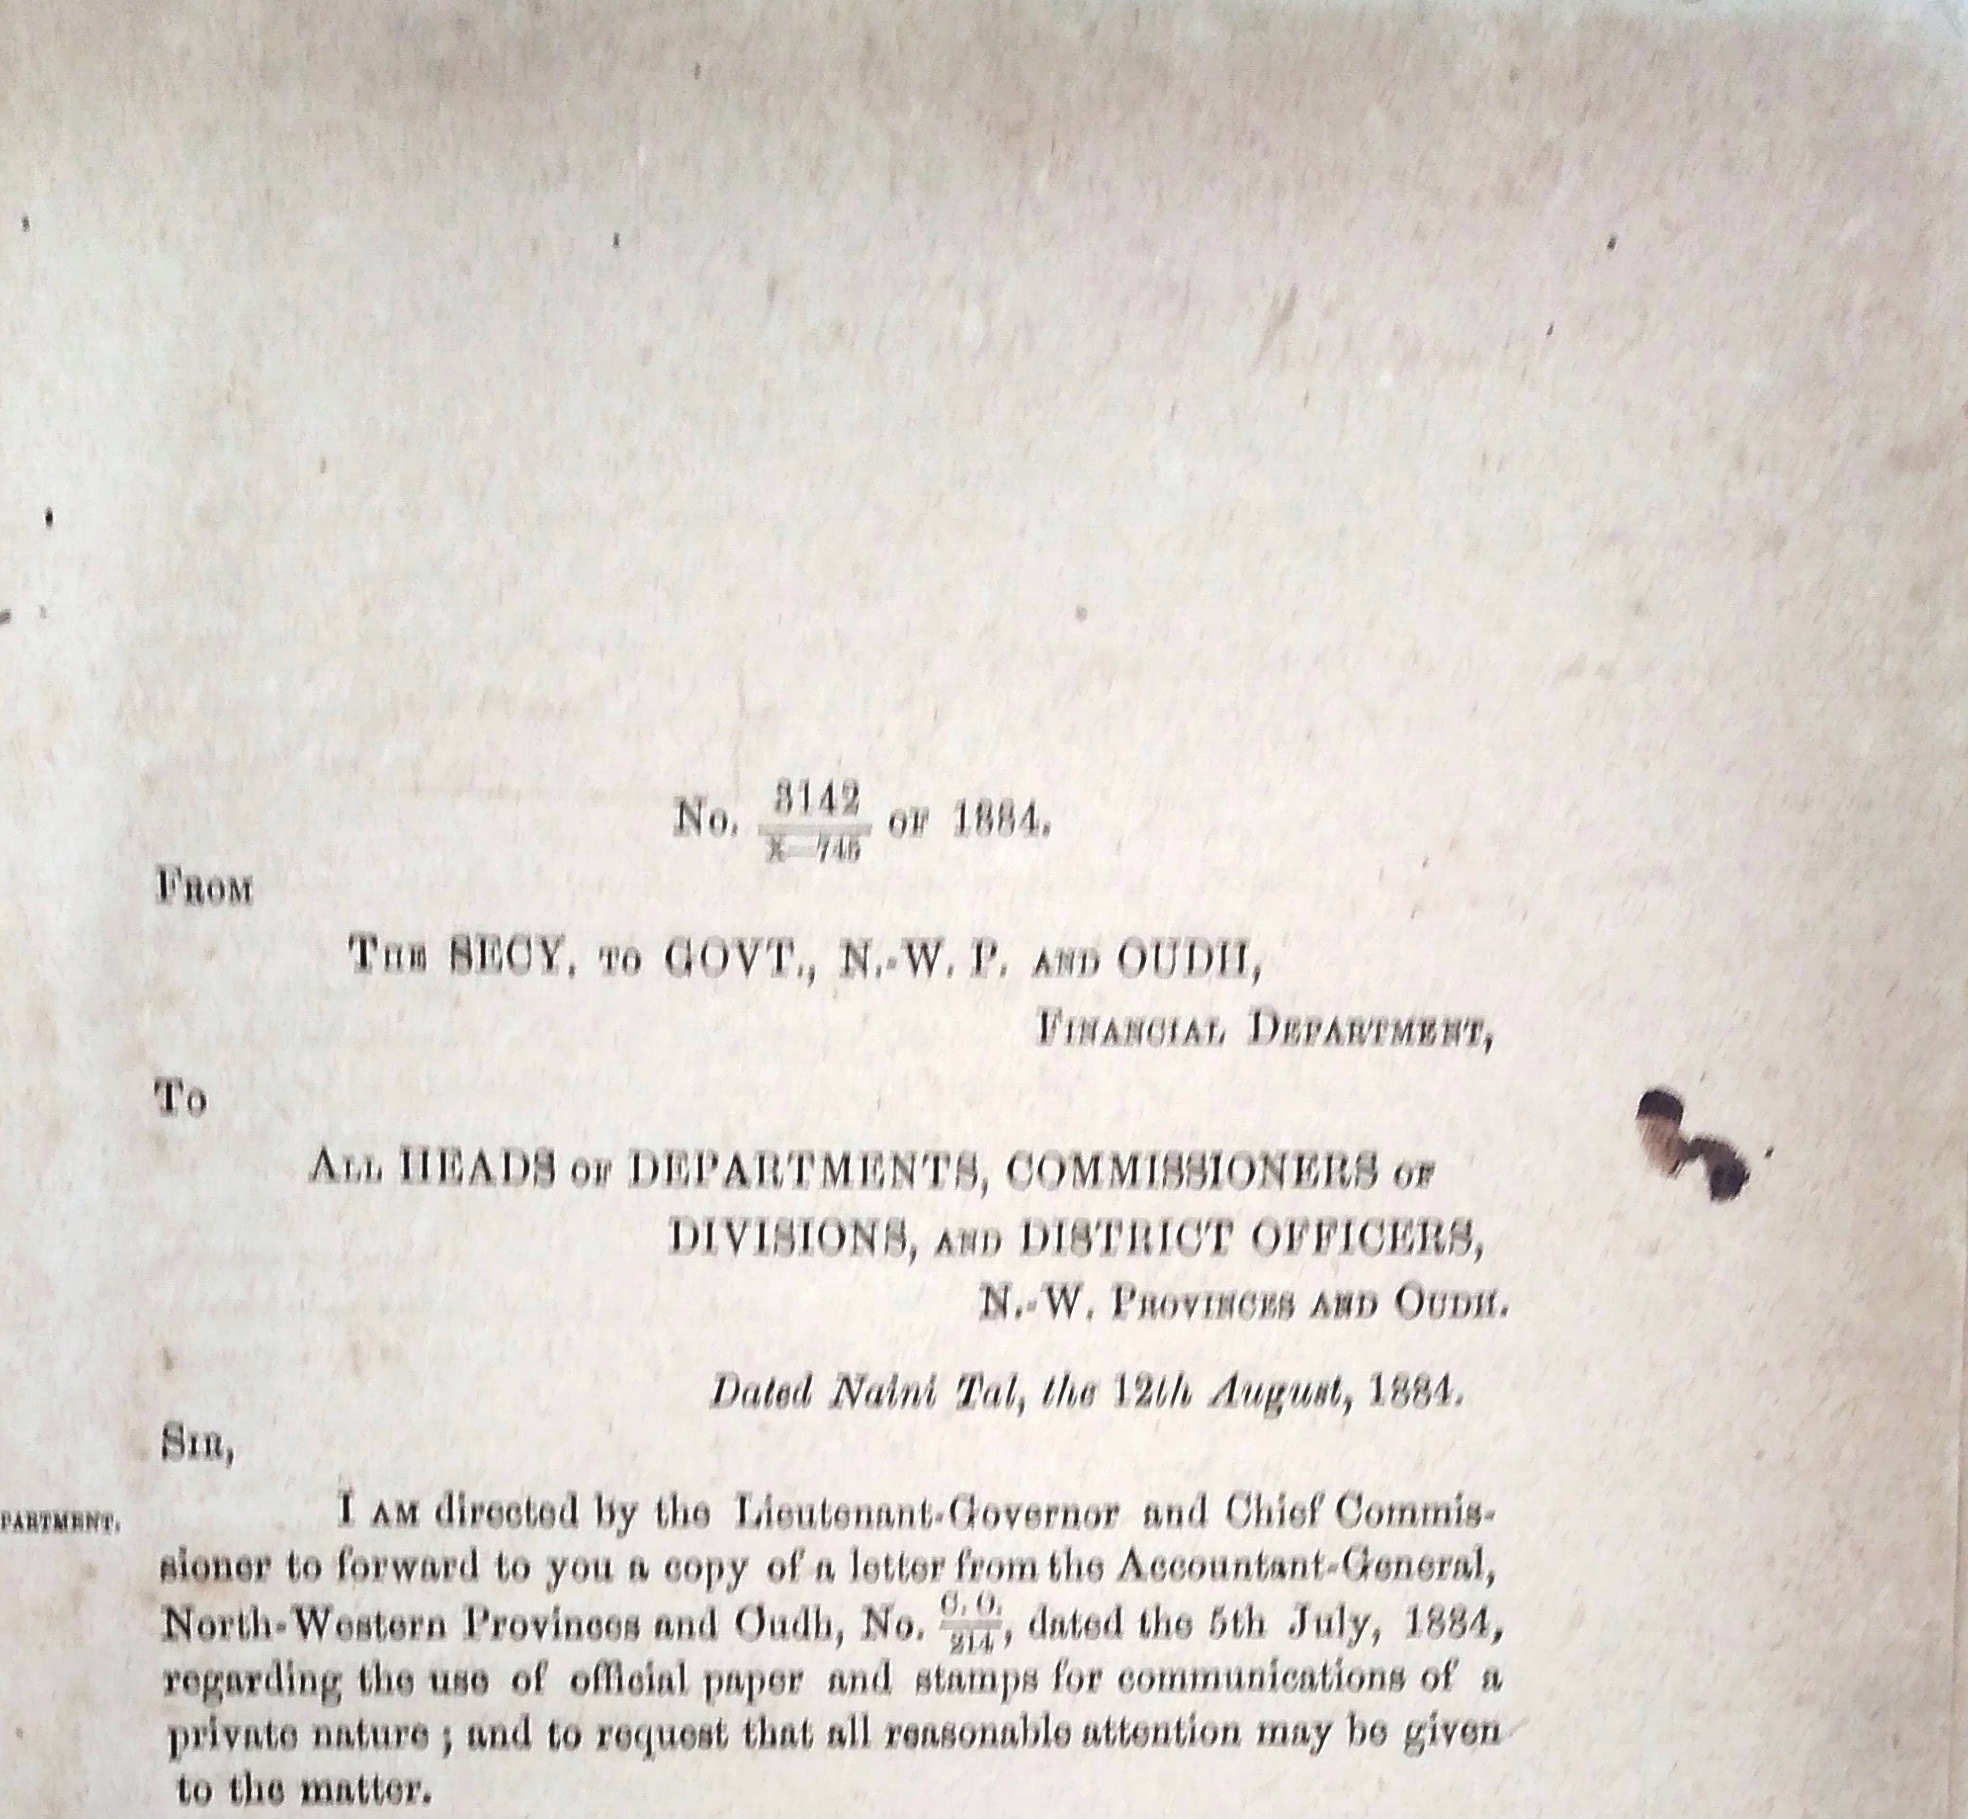 No. 3142/X—745 OF 1884.
FROM
THE SECY. TO GOVT., N.-W. P. AND OUDH,
FINANCIAL DEPARTMENT,
TO
ALL HEADS OF DEPARTMENTS, COMMISSIONERS OF
DIVISIONS, AND DISTRICT OFFICERS,
N.-W. PROVINCES AND OUDH.
Dated Naini Tal, the 12th August, 1884.
SIR,
PARTMENT.
I AM directed by the Lieutenant-Governor and Chief Commis-
sioner to forward to you a copy of a letter from the Accountant-General,
North-Western Provinces and Oudh, No. G. O./214, dated the 5th July, 1884,
regarding the use of official paper and stamps for communications of a
private nature ; and to request that all reasonable attention may be given
to the matter.